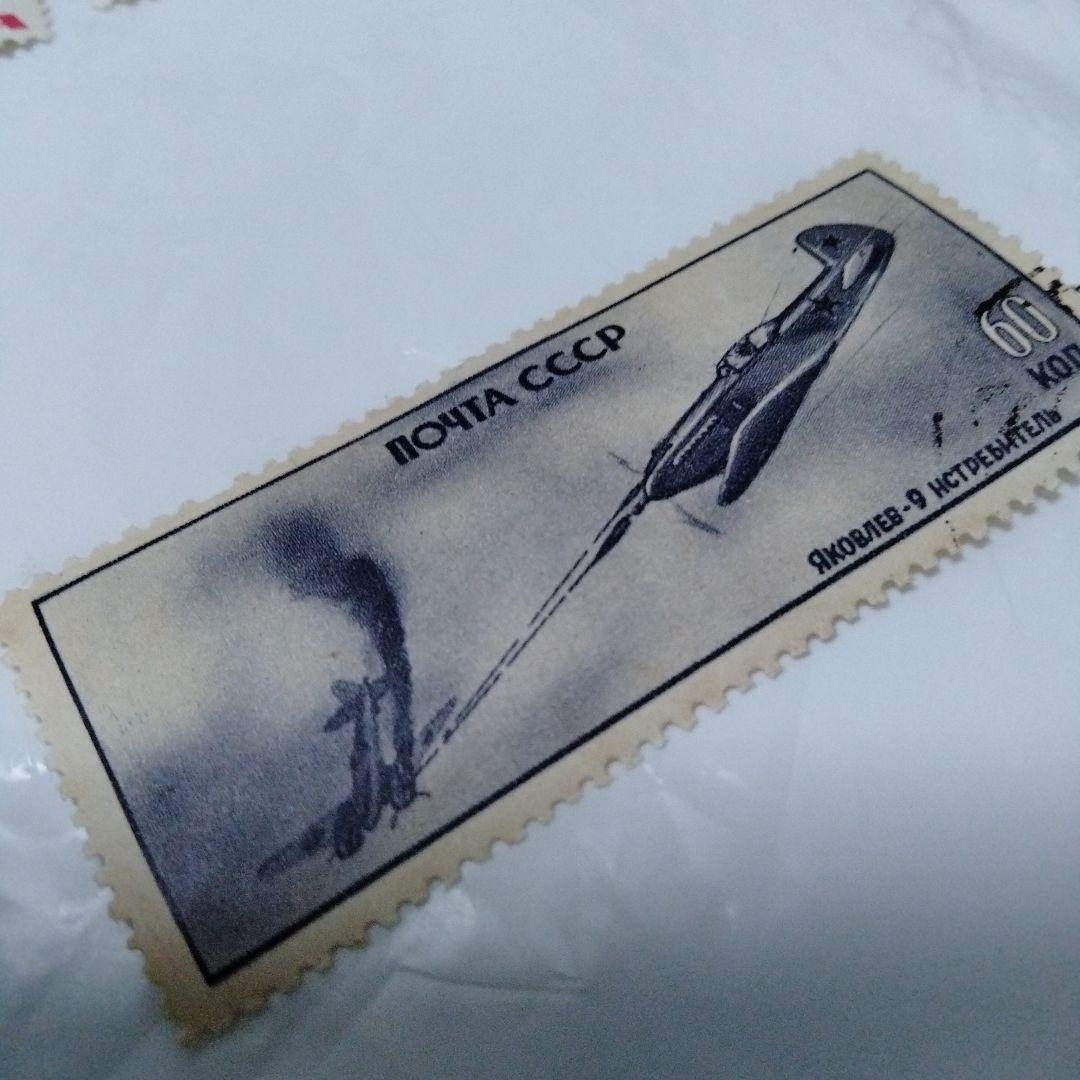 ПОЧТА СССР
60
КОП
ЯКОВЛЕВ-9 ИСТРЕБИТЕЛЬ